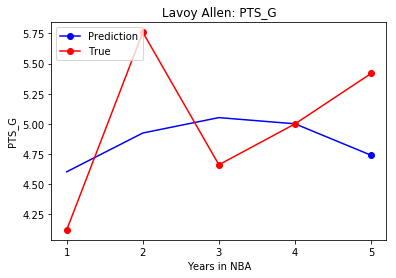 Lavoy Allen: PTS_G
Prediction
True
5.75
5.50
5.25
5.00
4.75
4.50
4.25
PTS_G
1 2 3 4 5
Years in NBA